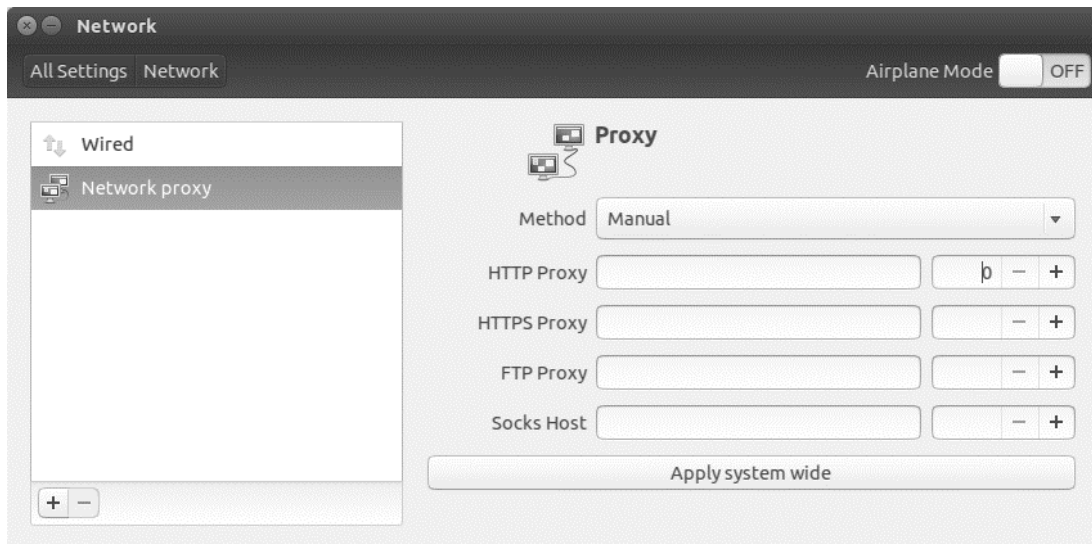 Network
All Settings Network
Airplane Mode OFF
Wired
Network proxy
Proxy
Method Manual
HTTP Proxy 0 − +
HTTPS Proxy − +
FTP Proxy − +
Socks Host − +
Apply system wide
+ −